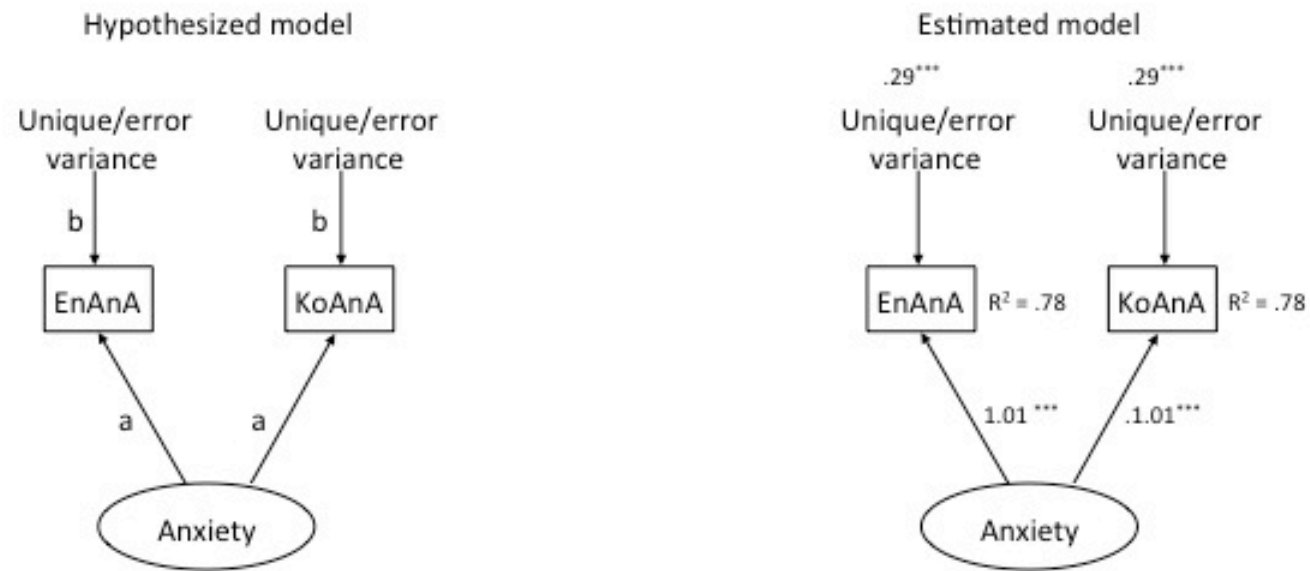 Hypothesized model
Unique/error
variance
Unique/error
variance
b
b
EnAnA
KoAnA
a
a
Anxiety
Estimated model
.29***
.29***
Unique/error
variance
Unique/error
variance
EnAnA
R² = .78
KoAnA
R² = .78
1.01 ***
.1.01***
Anxiety